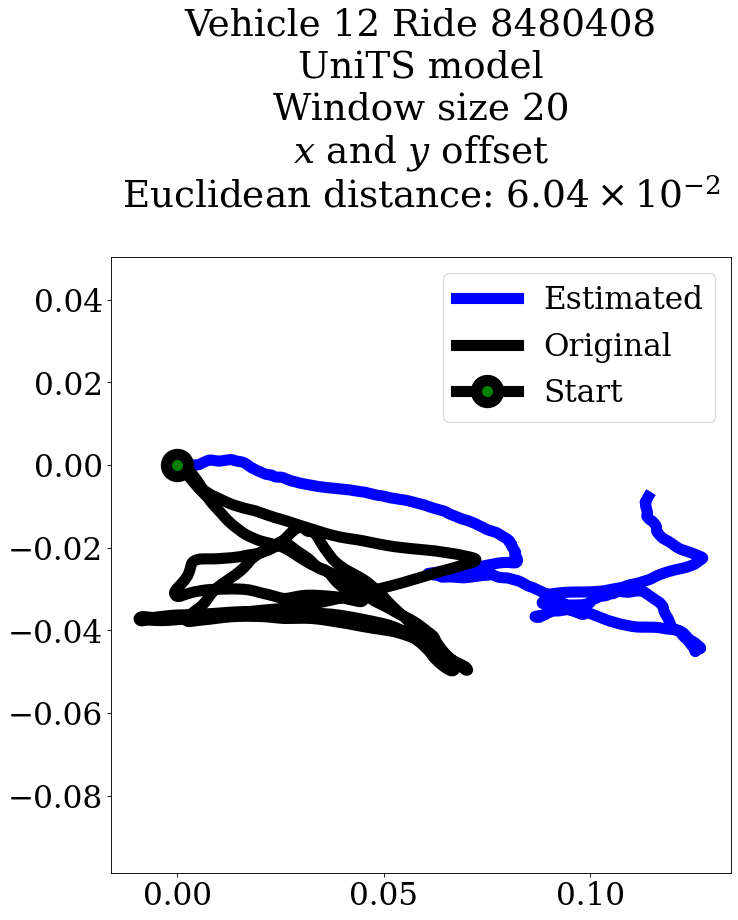 Vehicle 12 Ride 8480408
UniTS model
Window size 20
x and y offset
Euclidean distance: 6.04 × 10⁻²
Estimated
Original
Start
0.04
0.02
0.00
−0.02
−0.04
−0.06
−0.08
0.00 0.05 0.10